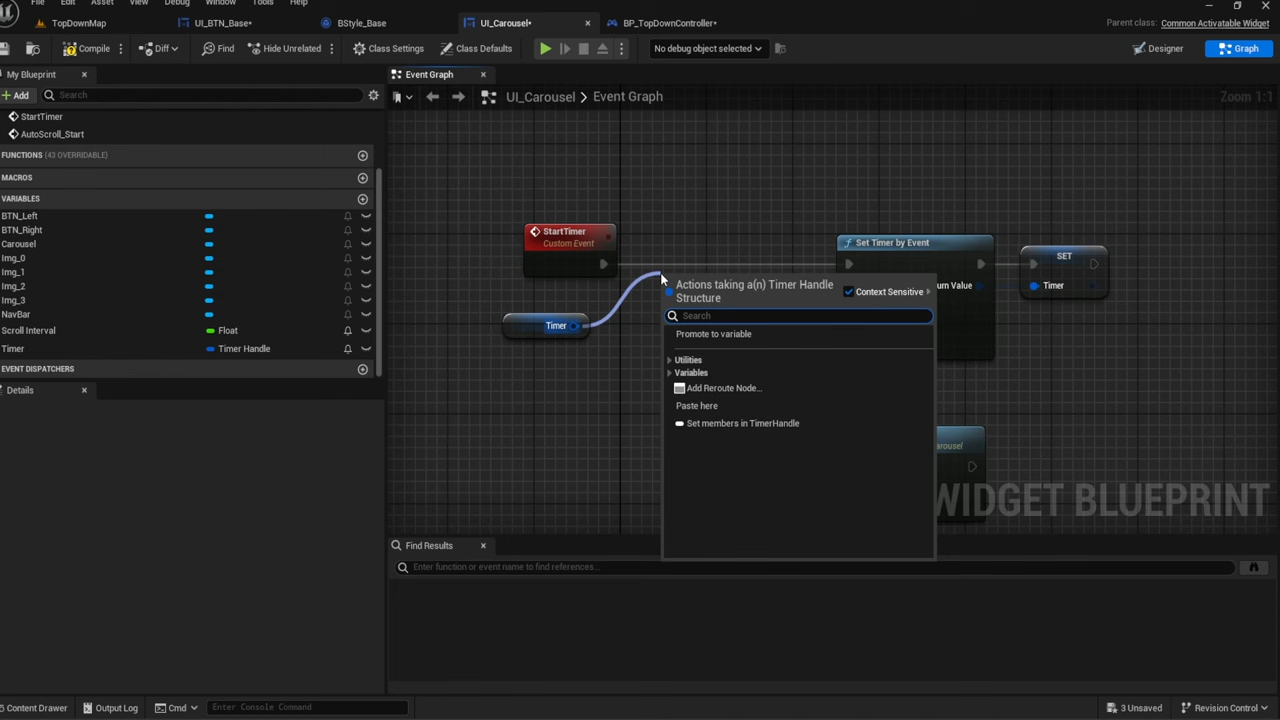 File Edit Asset View Debug Window Tools Help
TopDownMap UI_BTN_Base* BStyle_Base UI_Carousel* BP_TopDownController*
Parent class: Common Activatable Widget
Compile Diff Find Hide Unrelated Class Settings Class Defaults No debug object selected Designer Graph
My Blueprint Event Graph
Add Search UI_Carousel Event Graph Zoom 1:1
StartTimer
AutoScroll_Start
FUNCTIONS (43 OVERRIDABLE)
MACROS
VARIABLES
BTN_Left
BTN_Right
Carousel
Img_0
Img_1
Img_2
Img_3
NavBar
Scroll Interval Float
Timer Timer Handle
EVENT DISPATCHERS
Details
StartTimer
Custom Event
Timer
Set Timer by Event
SET
Timer
Actions taking a(n) Timer Handle
Structure
Context Sensitive
Search
Promote to variable
Utilities
Variables
Add Reroute Node...
Paste here
Set members in TimerHandle
WIDGET BLUEPRINT
Find Results
Enter function or event name to find references...
Content Drawer Output Log Cmd Enter Console Command 3 Unsaved Revision Control